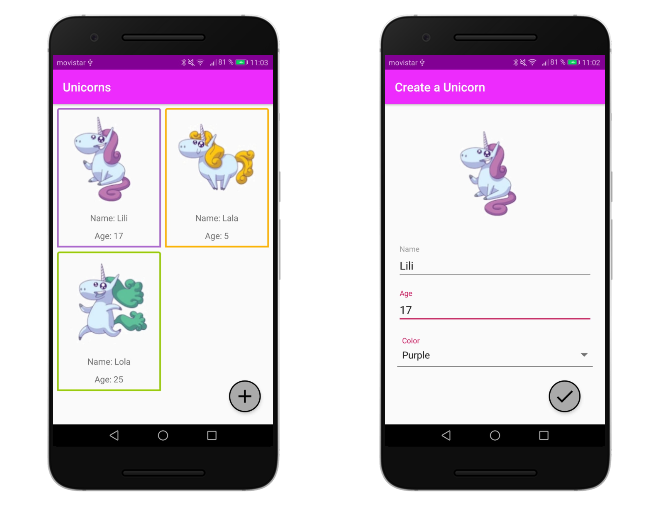 movistar 81 % 11:03
Unicorns
Name: Lili
Age: 17
Name: Lala
Age: 5
Name: Lola
Age: 25
movistar 81 % 11:02
Create a Unicorn
Name
Lili
Age
17
Color
Purple